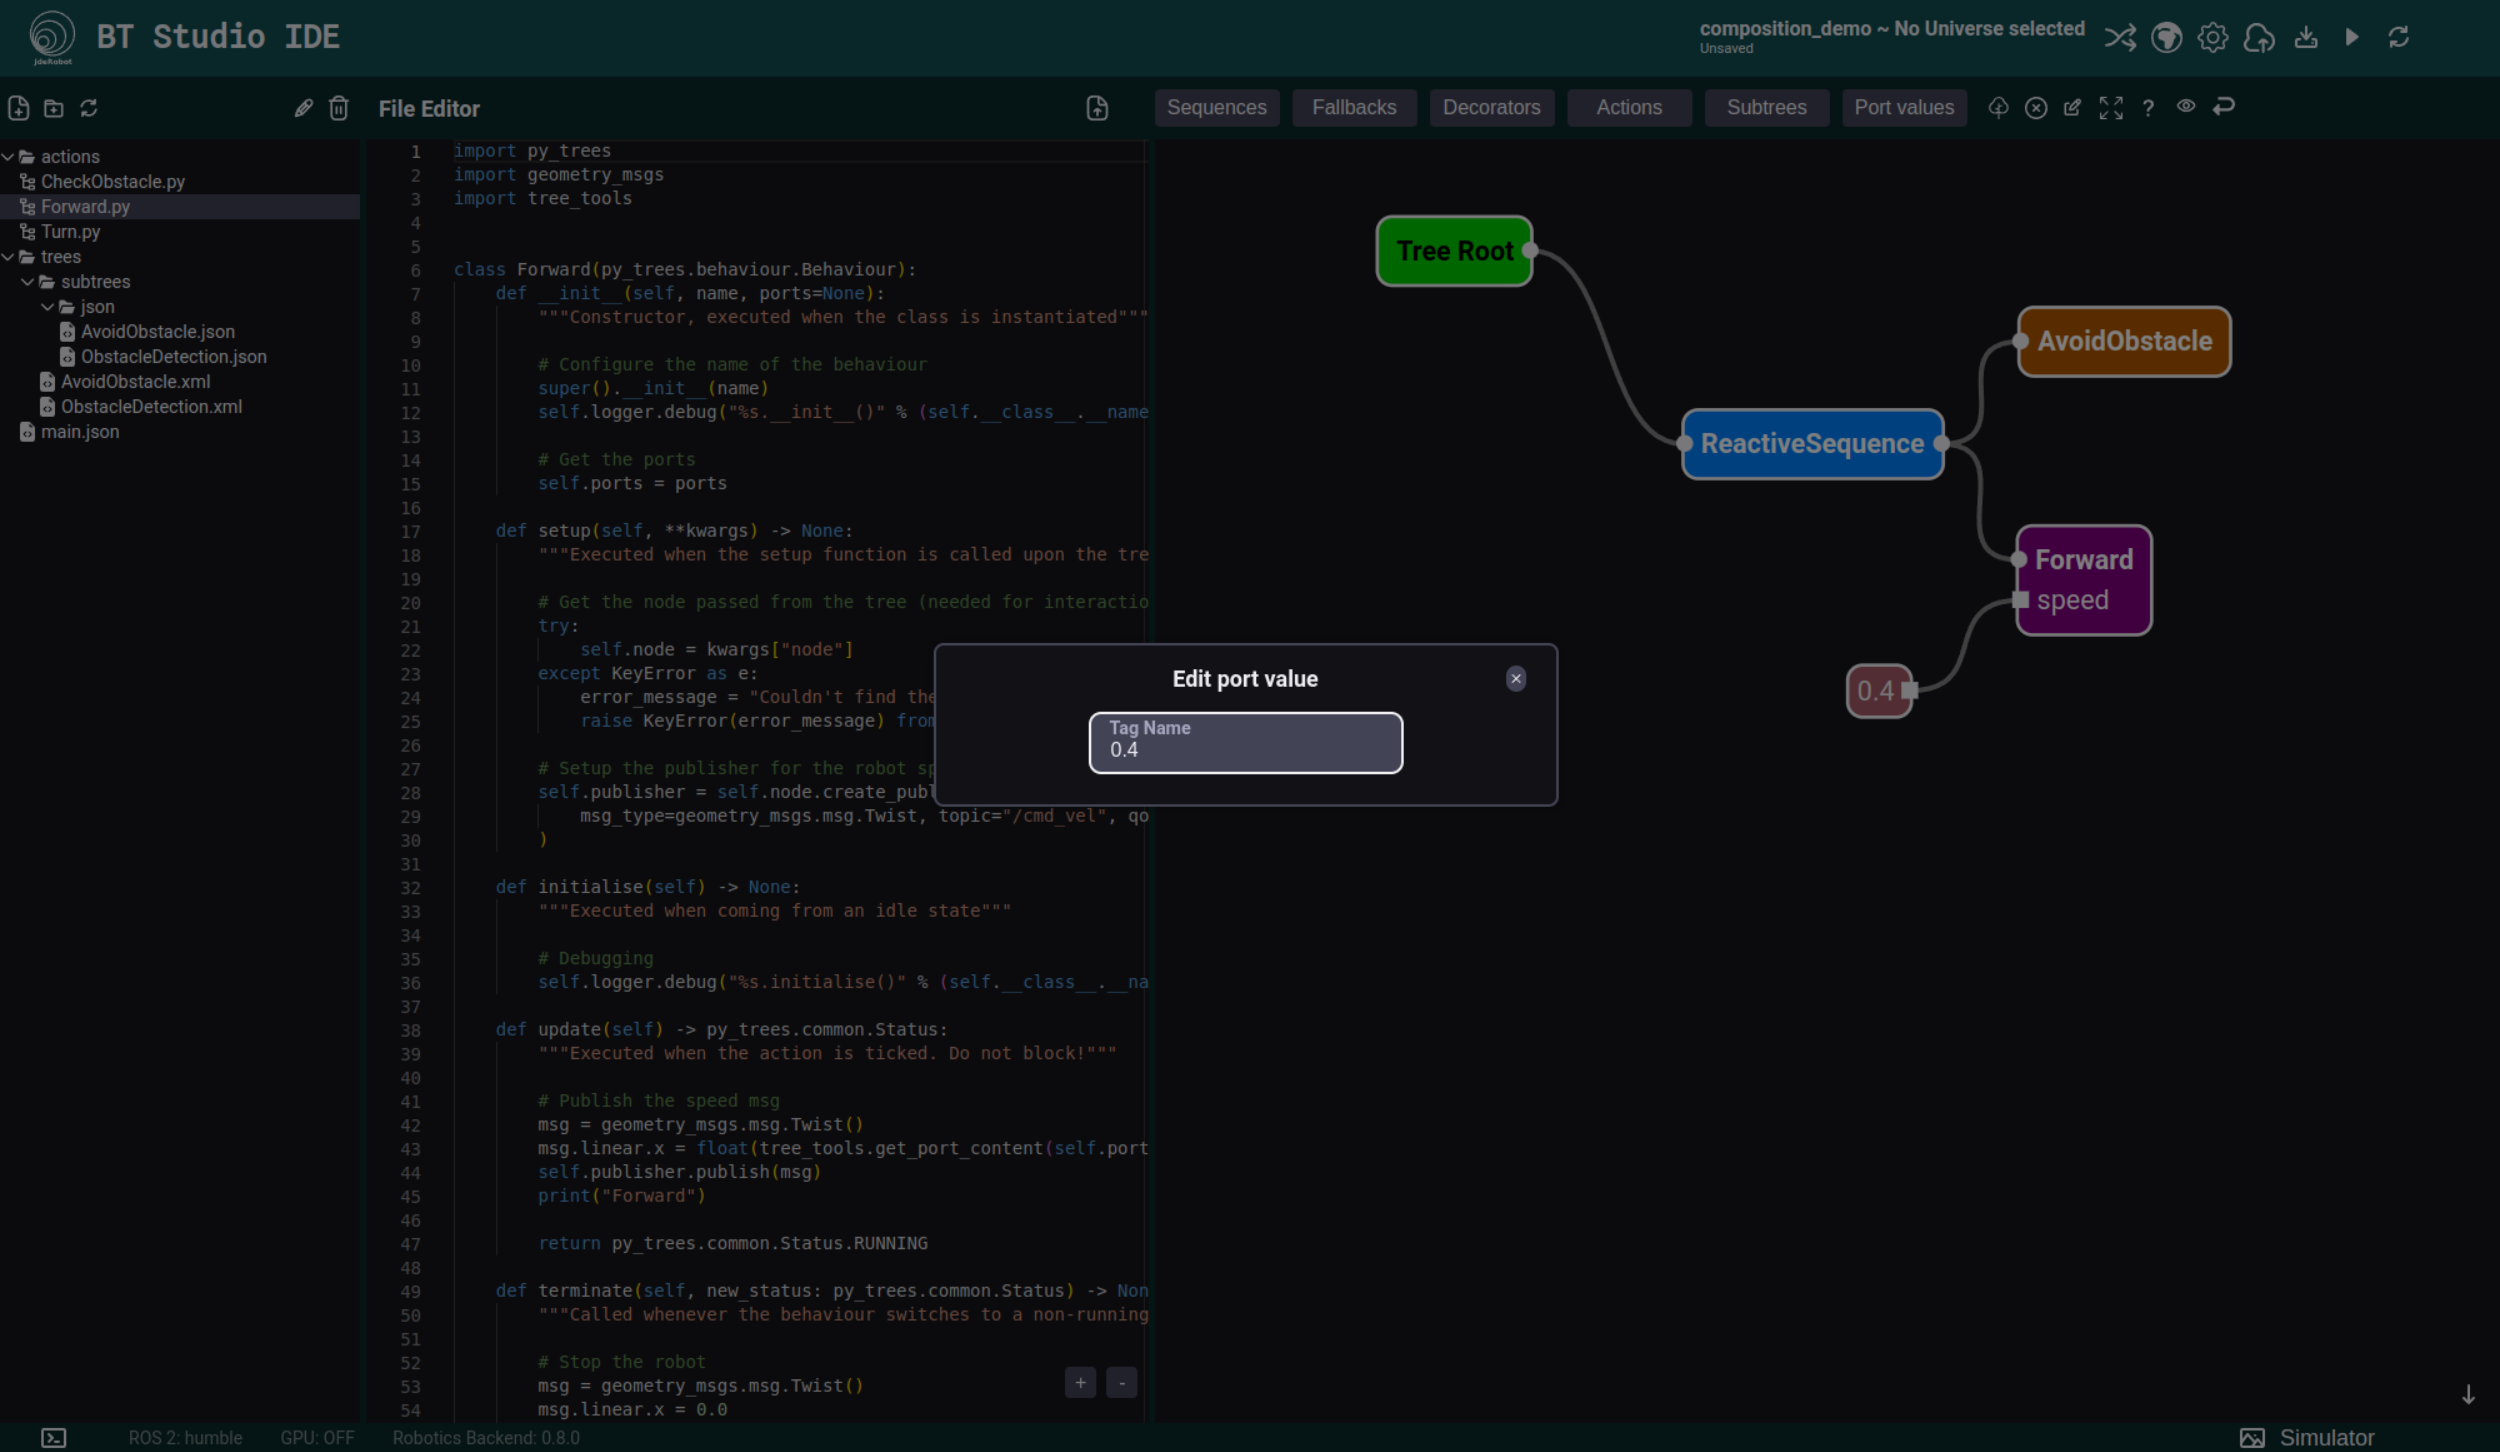 JdeRobot
BT Studio IDE
composition_demo ~ No Universe selected
Unsaved
File Editor
Sequences
Fallbacks
Decorators
Actions
Subtrees
Port values
?
actions
CheckObstacle.py
Forward.py
Turn.py
trees
subtrees
json
AvoidObstacle.json
ObstacleDetection.json
AvoidObstacle.xml
ObstacleDetection.xml
main.json
1 import py_trees
2 import geometry_msgs
3 import tree_tools
4
5
6 class Forward(py_trees.behaviour.Behaviour):
7 def __init__(self, name, ports=None):
8 """Constructor, executed when the class is instantiated"""
9
10 # Configure the name of the behaviour
11 super().__init__(name)
12 self.logger.debug("%s.__init__()" % (self.__class__.__name
13
14 # Get the ports
15 self.ports = ports
16
17 def setup(self, **kwargs) -> None:
18 """Executed when the setup function is called upon the tre
19
20 # Get the node passed from the tree (needed for interactio
21 try:
22 self.node = kwargs["node"]
23 except KeyError as e:
24 error_message = "Couldn't find the
25 raise KeyError(error_message) from
26
27 # Setup the publisher for the robot sp
28 self.publisher = self.node.create_publ
29 msg_type=geometry_msgs.msg.Twist, topic="/cmd_vel", qo
30 )
31
32 def initialise(self) -> None:
33 """Executed when coming from an idle state"""
34
35 # Debugging
36 self.logger.debug("%s.initialise()" % (self.__class__.__na
37
38 def update(self) -> py_trees.common.Status:
39 """Executed when the action is ticked. Do not block!"""
40
41 # Publish the speed msg
42 msg = geometry_msgs.msg.Twist()
43 msg.linear.x = float(tree_tools.get_port_content(self.port
44 self.publisher.publish(msg)
45 print("Forward")
46
47 return py_trees.common.Status.RUNNING
48
49 def terminate(self, new_status: py_trees.common.Status) -> Non
50 """Called whenever the behaviour switches to a non-running
51
52 # Stop the robot
53 msg = geometry_msgs.msg.Twist()
54 msg.linear.x = 0.0
+
-
Tree Root
AvoidObstacle
ReactiveSequence
Forward
speed
0.4
Edit port value
Tag Name
0.4
ROS 2: humble
GPU: OFF
Robotics Backend: 0.8.0
Simulator